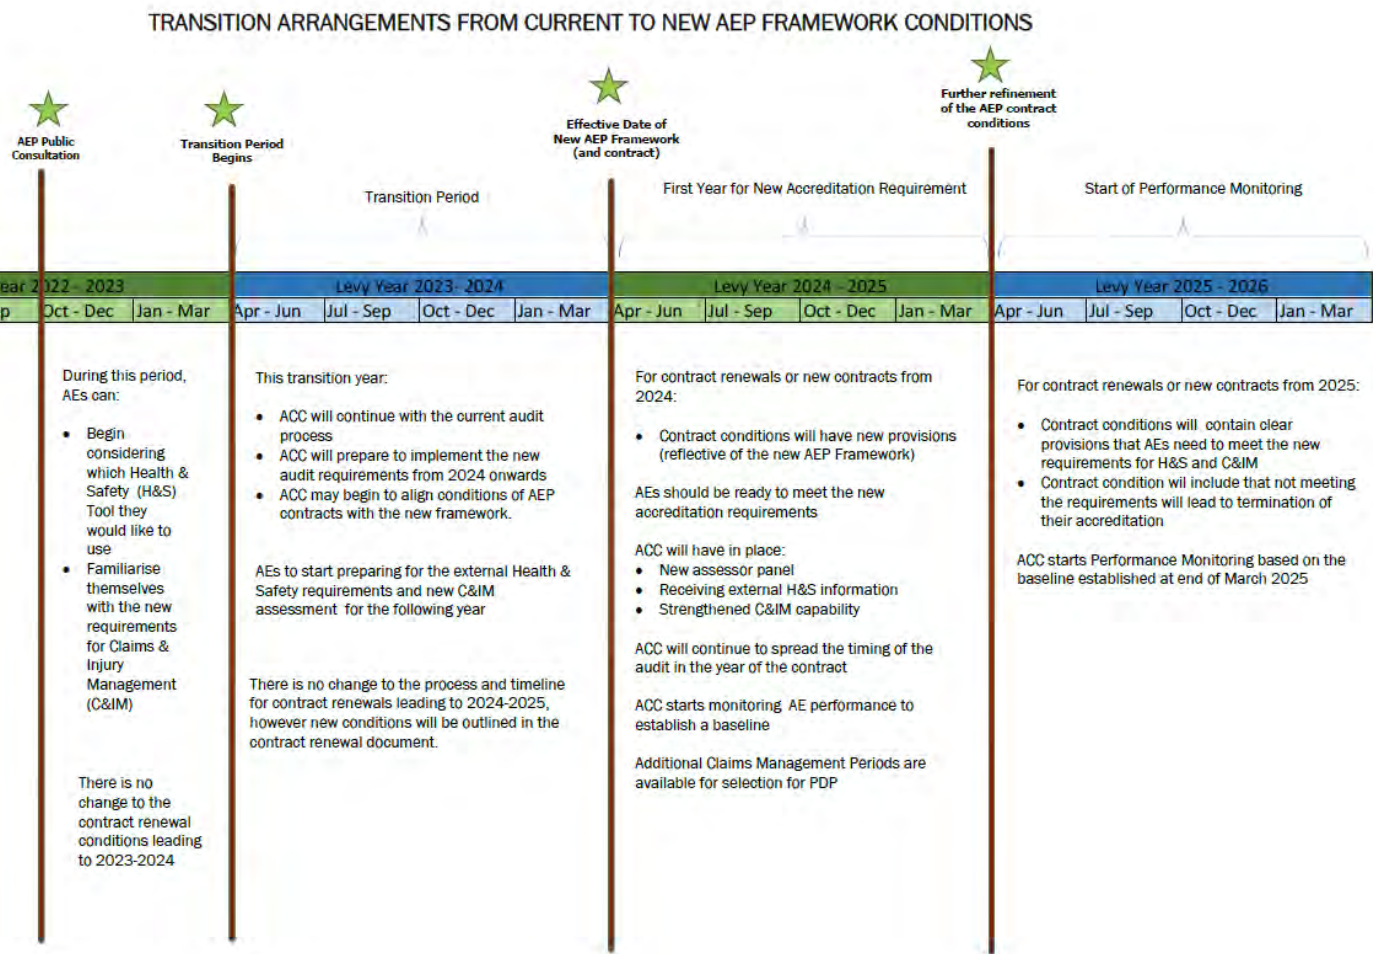 TRANSITION ARRANGEMENTS FROM CURRENT TO NEW AEP FRAMEWORK CONDITIONS
AEP Public
Consultation
Transition Period
Begins
Effective Date of
New AEP Framework
(and contract)
Further refinement
of the AEP contract
conditions
Transition Period
First Year for New Accreditation Requirement
Start of Performance Monitoring
ear 2022 - 2023
Levy Year 2023- 2024
Levy Year 2024 - 2025
Levy Year 2025 - 2026
p
Oct - Dec
Jan - Mar
Apr - Jun
Jul - Sep
Oct - Dec
Jan - Mar
Apr - Jun
Jul - Sep
Oct - Dec
Jan - Mar
Apr - Jun
Jul - Sep
Oct - Dec
Jan - Mar
During this period,
AEs can:
• Begin
considering
which Health &
Safety (H&S)
Tool they
would like to
use
• Familiarise
themselves
with the new
requirements
for Claims &
Injury
Management
(C&IM)
There is no
change to the
contract renewal
conditions leading
to 2023-2024
This transition year:
• ACC will continue with the current audit
process
• ACC will prepare to implement the new
audit requirements from 2024 onwards
• ACC may begin to align conditions of AEP
contracts with the new framework.
AEs to start preparing for the external Health &
Safety requirements and new C&IM
assessment for the following year
There is no change to the process and timeline
for contract renewals leading to 2024-2025,
however new conditions will be outlined in the
contract renewal document.
For contract renewals or new contracts from
2024:
• Contract conditions will have new provisions
(reflective of the new AEP Framework)
AEs should be ready to meet the new
accreditation requirements
ACC will have in place:
• New assessor panel
• Receiving external H&S information
• Strengthened C&IM capability
ACC will continue to spread the timing of the
audit in the year of the contract
ACC starts monitoring AE performance to
establish a baseline
Additional Claims Management Periods are
available for selection for PDP
For contract renewals or new contracts from 2025:
• Contract conditions will contain clear
provisions that AEs need to meet the new
requirements for H&S and C&IM
• Contract condition will include that not meeting
the requirements will lead to termination of
their accreditation
ACC starts Performance Monitoring based on the
baseline established at end of March 2025